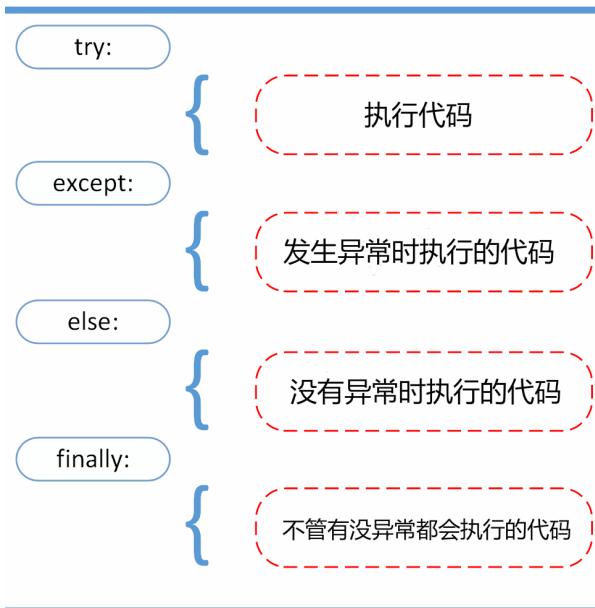 try:
执行代码
except:
发生异常时执行的代码
else:
没有异常时执行的代码
finally:
不管有没异常都会执行的代码